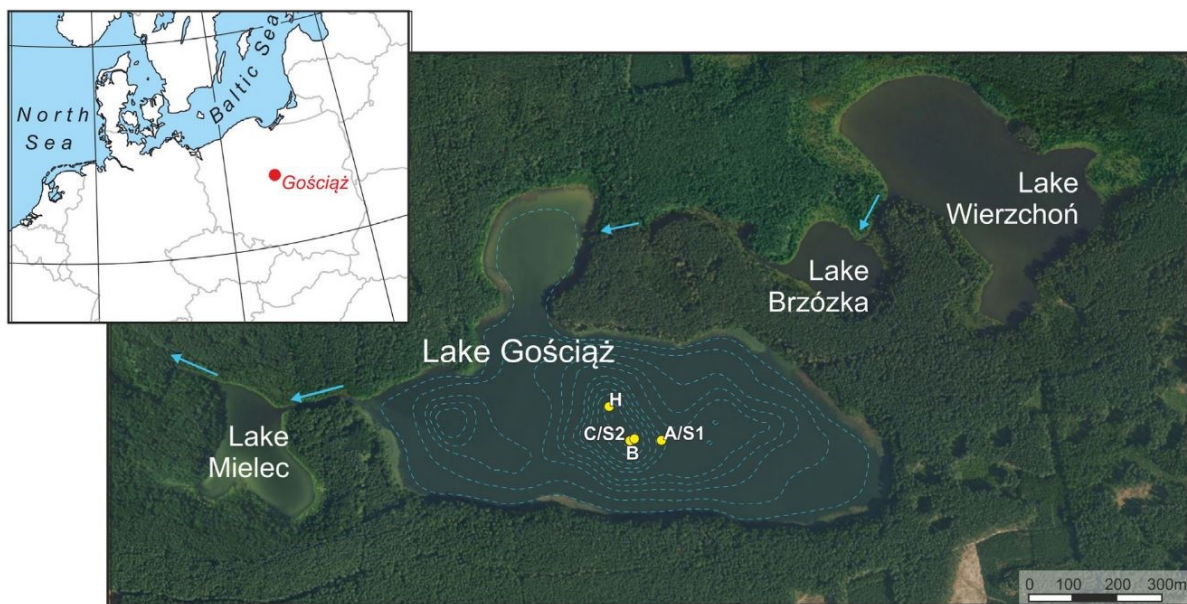 North
Sea
Baltic Sea
Gościąż
Lake
Wierzchoń
Lake
Brzózka
Lake Gościąż
H
C/S2
A/S1
B
Lake
Mielec
0 100 200 300m